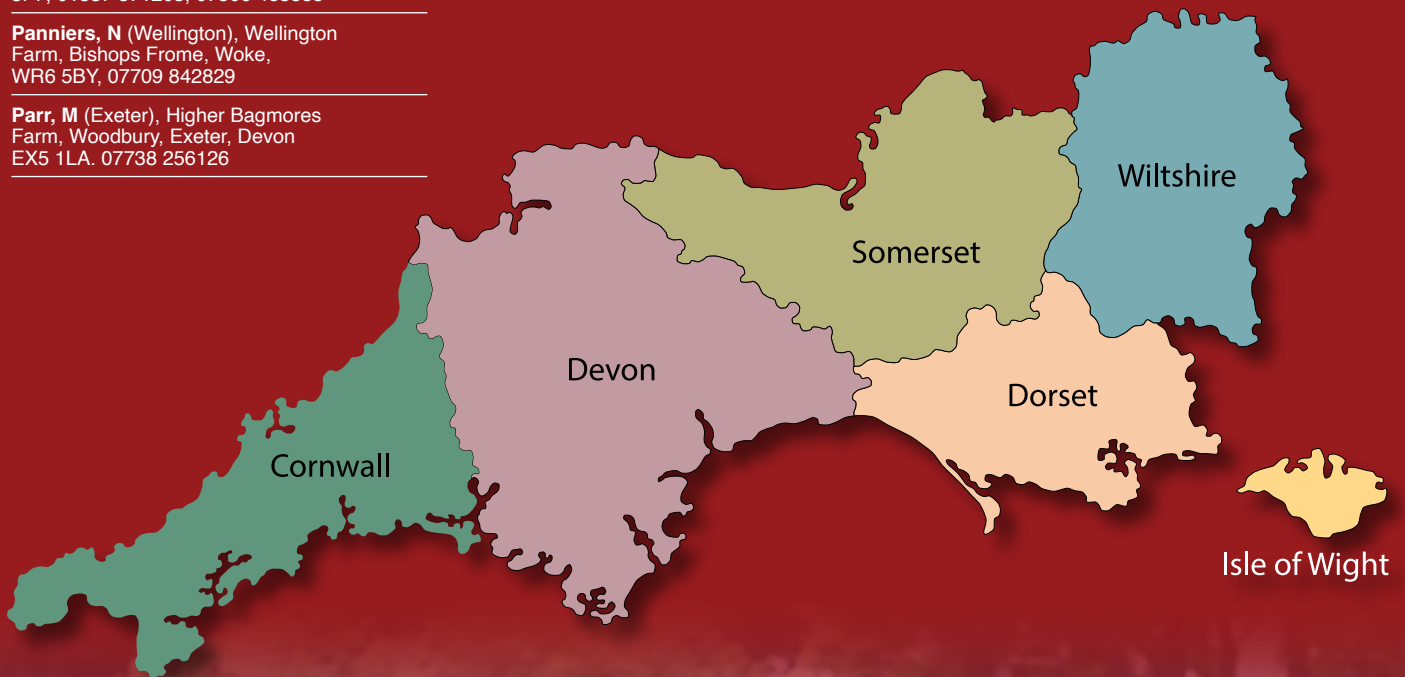 Panniers, N (Wellington), Wellington
Farm, Bishops Frome, Woke,
WR6 5BY, 07709 842829
Parr, M (Exeter), Higher Bagmores
Farm, Woodbury, Exeter, Devon
EX5 1LA. 07738 256126
Wiltshire
Somerset
Devon
Dorset
Cornwall
Isle of Wight